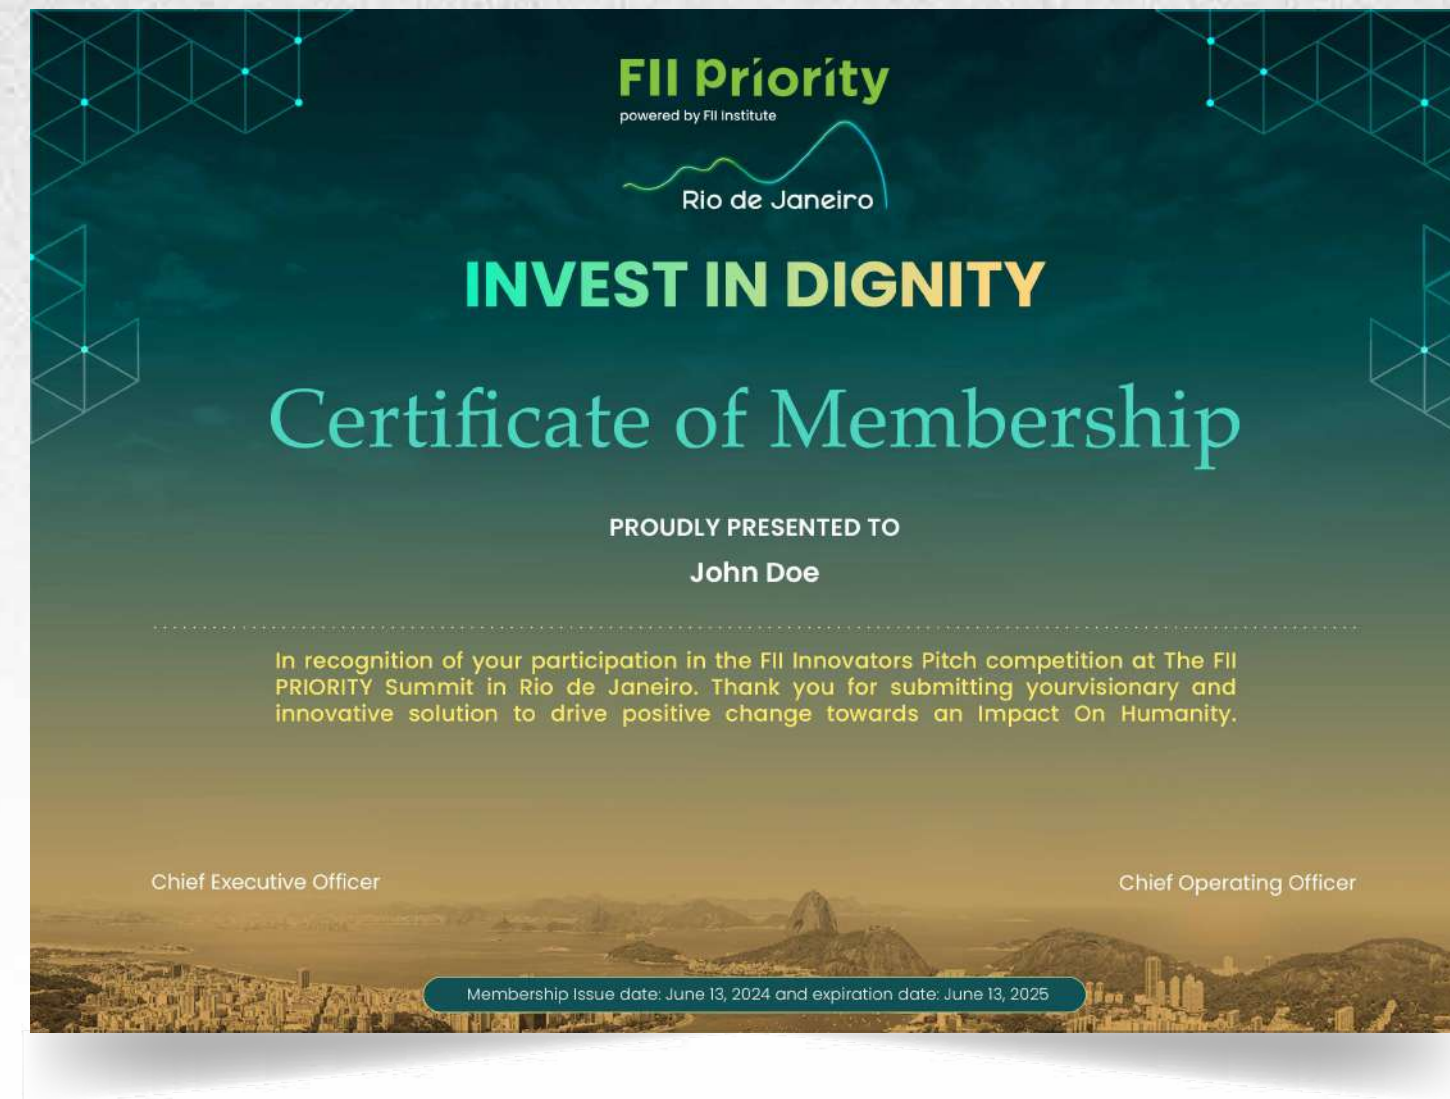 FII Priority
powered by FII Institute
Rio de Janeiro
INVEST IN DIGNITY
Certificate of Membership
PROUDLY PRESENTED TO
John Doe
In recognition of your participation in the FII Innovators Pitch competition at The FII
PRIORITY Summit in Rio de Janeiro. Thank you for submitting yourvisionary and
innovative solution to drive positive change towards an Impact On Humanity.
Chief Executive Officer
Chief Operating Officer
Membership Issue date: June 13, 2024 and expiration date: June 13, 2025